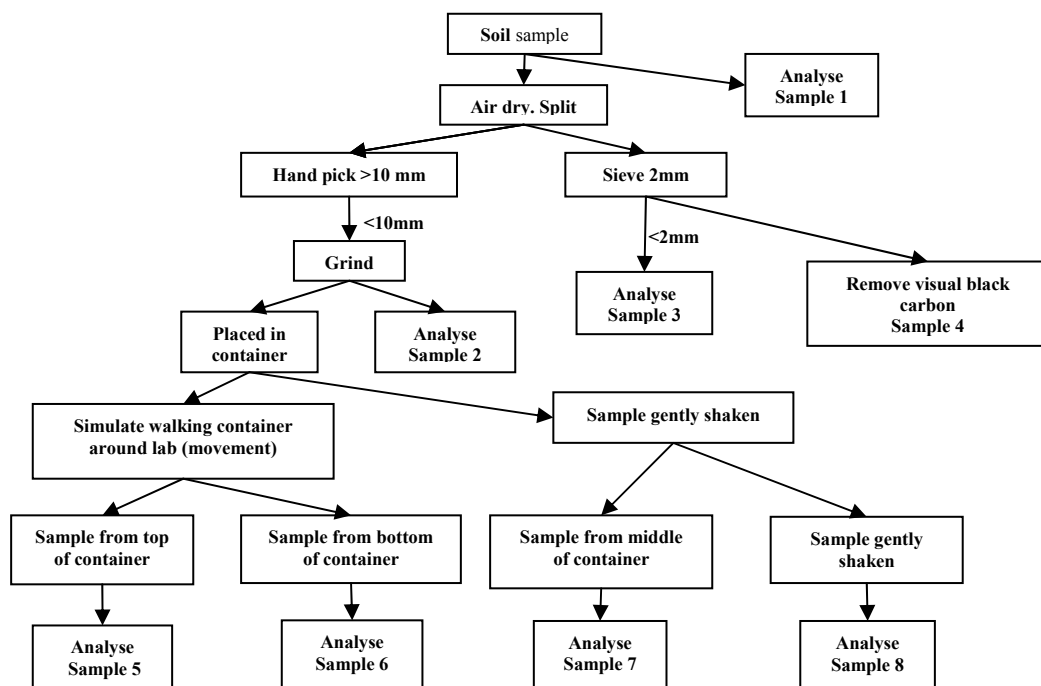 Soil sample
Analyse
Sample 1
Air dry. Split
Hand pick >10 mm
Sieve 2mm
<10mm
<2mm
Grind
Analyse
Sample 3
Remove visual black
carbon
Sample 4
Placed in
container
Analyse
Sample 2
Simulate walking container
around lab (movement)
Sample gently shaken
Sample from top
of container
Sample from bottom
of container
Sample from middle
of container
Sample gently
shaken
Analyse
Sample 5
Analyse
Sample 6
Analyse
Sample 7
Analyse
Sample 8